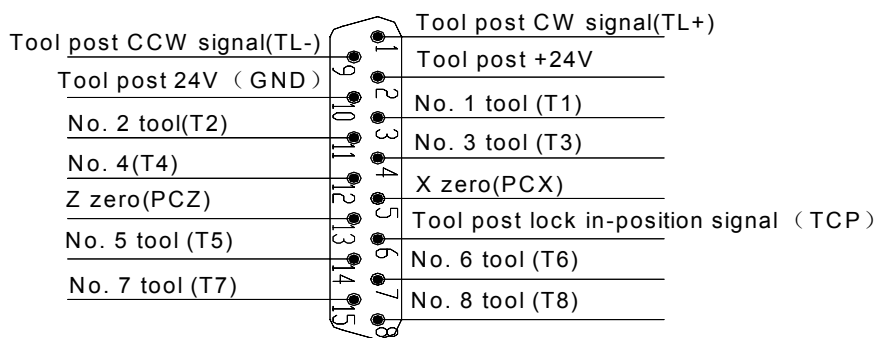 Tool post CW signal(TL+)
1
Tool post CCW signal(TL-)
9
Tool post +24V
2
Tool post 24V （GND）
10
No. 1 tool (T1)
3
No. 2 tool(T2)
11
No. 3 tool (T3)
4
No. 4(T4)
12
X zero(PCX)
5
Z zero(PCZ)
13
Tool post lock in-position signal （TCP）
6
No. 5 tool (T5)
14
No. 6 tool (T6)
7
No. 7 tool (T7)
15
No. 8 tool (T8)
8